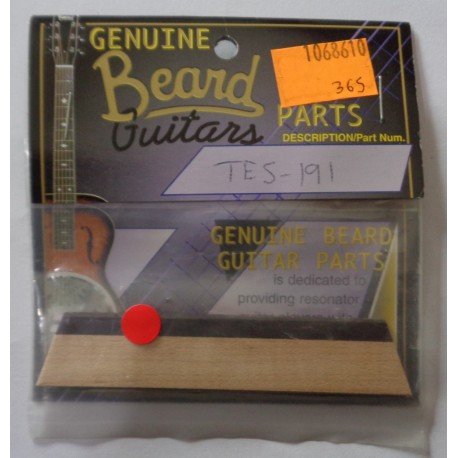 GENUINE
Beard
Guitars
PARTS
1068610
365
DESCRIPTION/Part Num.
TES-191
GENUINE BEARD
GUITAR PARTS
is dedicated to
providing resonator